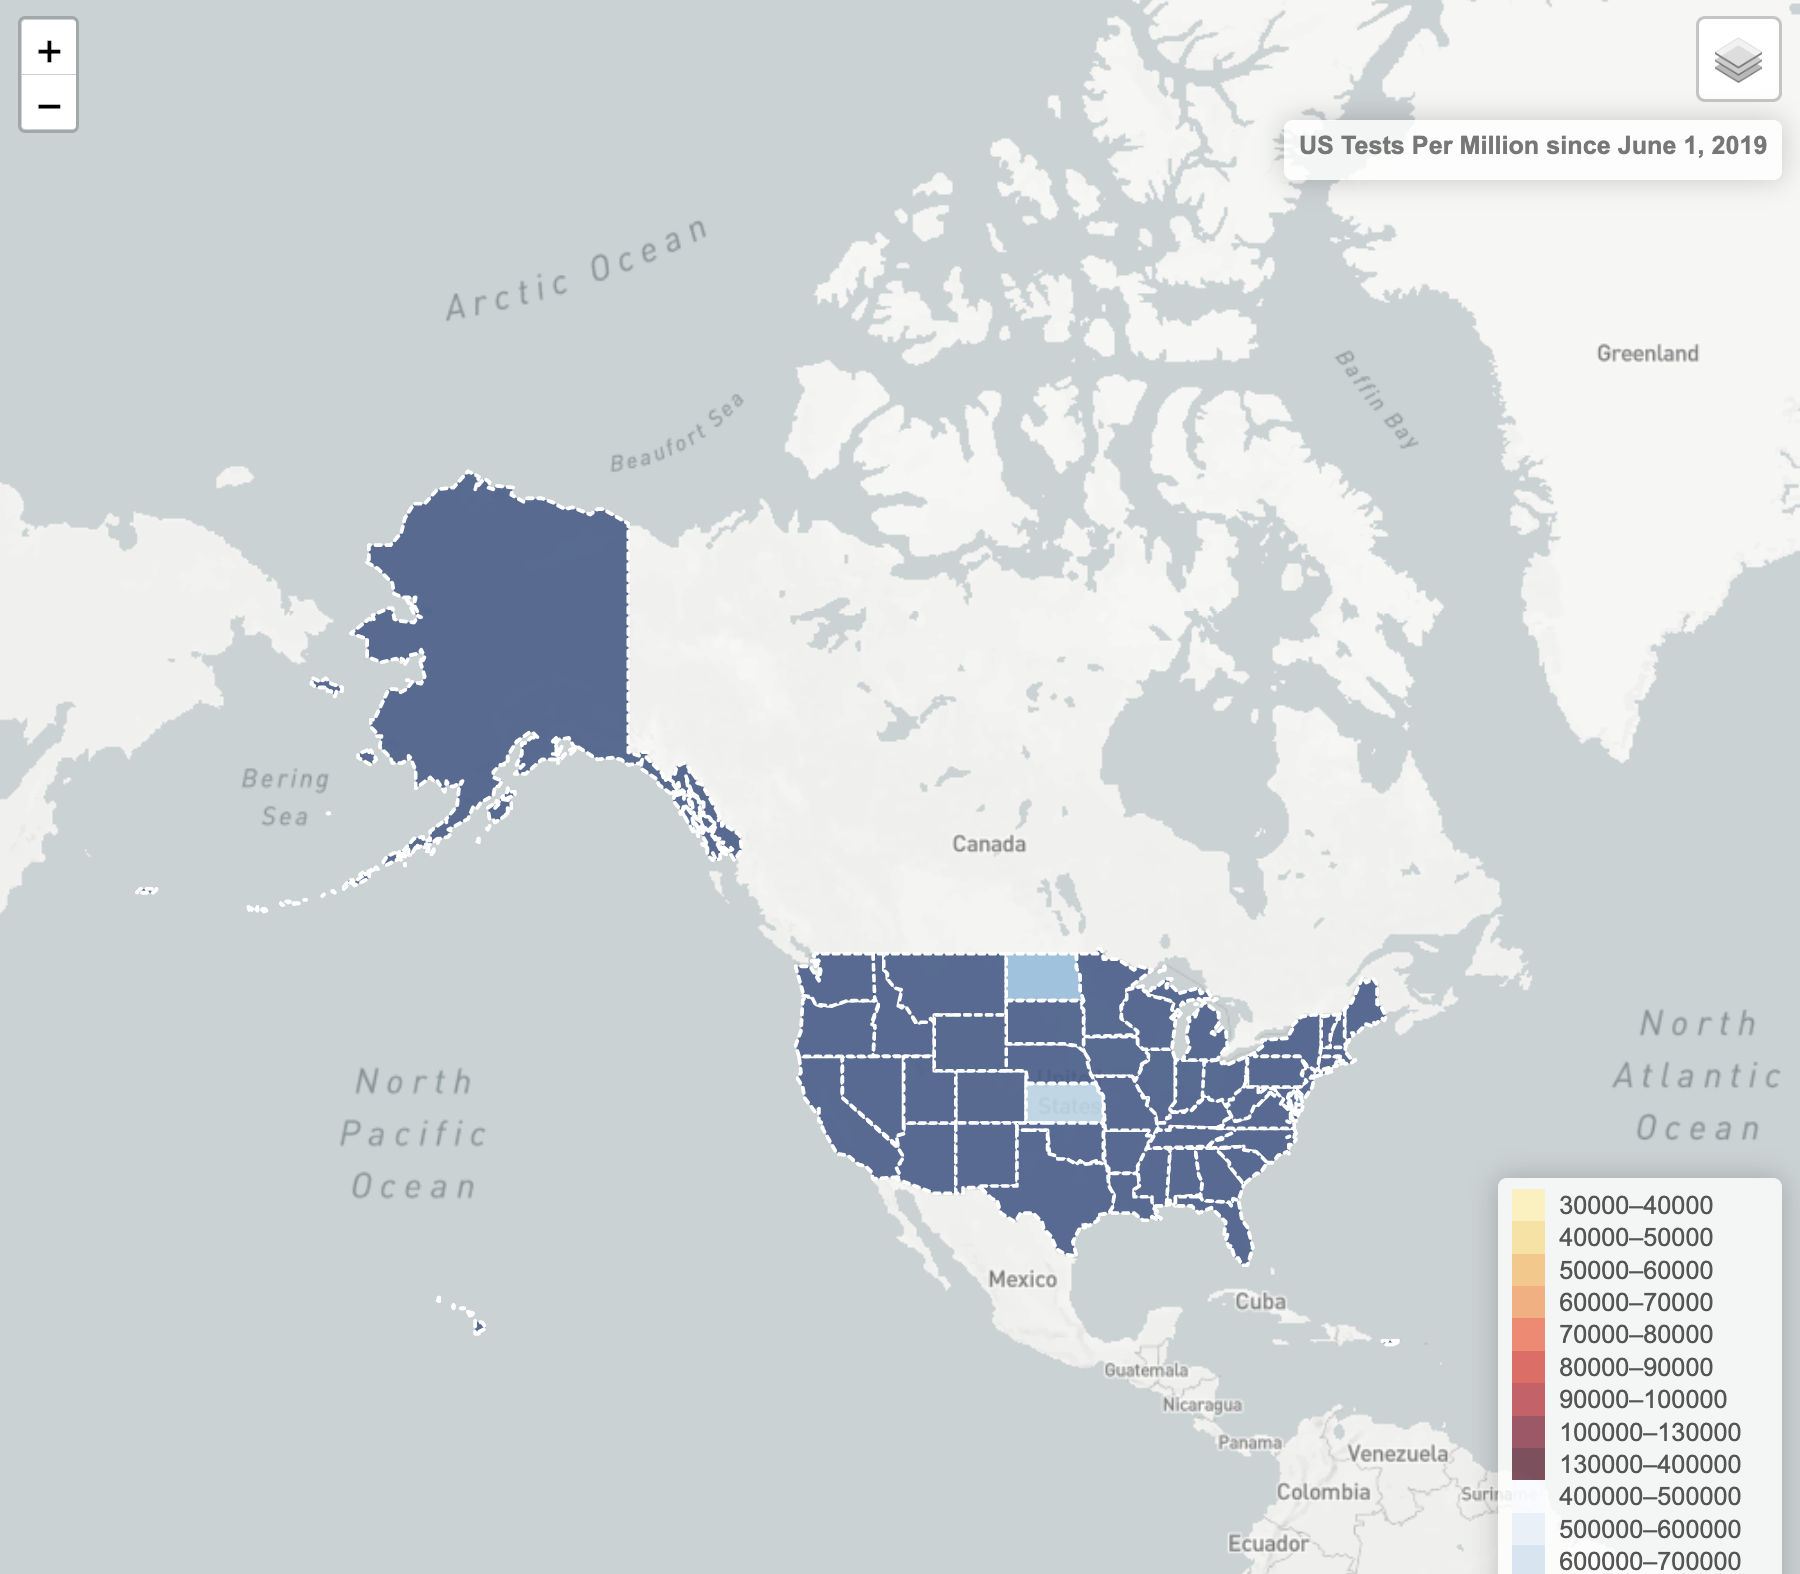 +
−
US Tests Per Million since June 1, 2019
Arctic Ocean
Beaufort Sea
Baffin Bay
Greenland
Bering
Sea
Canada
North
Pacific
Ocean
North
Atlantic
Ocean
United
States
Mexico
Cuba
Guatemala
Nicaragua
Panama
Venezuela
Colombia
Suriname
Ecuador
30000–40000
40000–50000
50000–60000
60000–70000
70000–80000
80000–90000
90000–100000
100000–130000
130000–400000
400000–500000
500000–600000
600000–700000